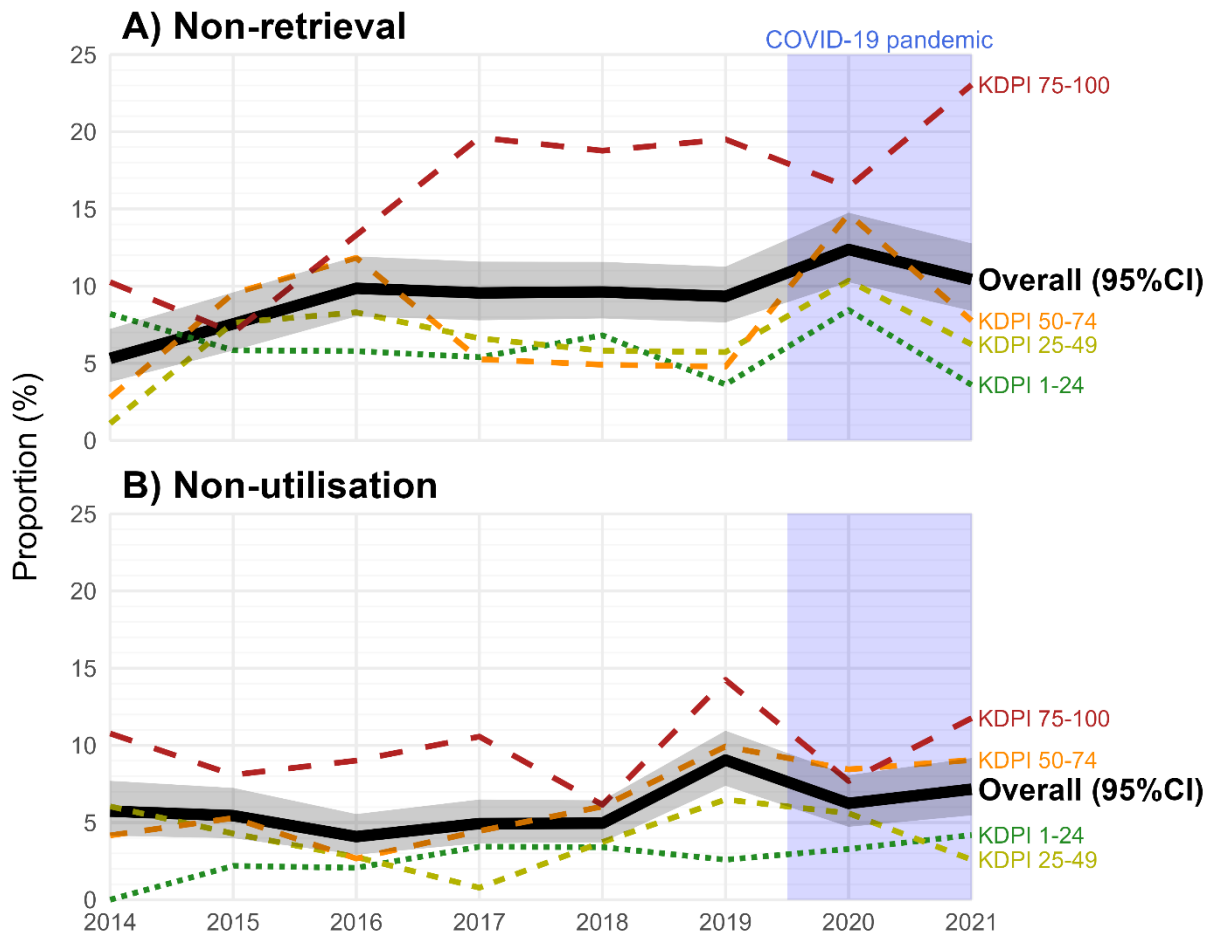 A) Non-retrieval
COVID-19 pandemic
25
20
15
10
5
0
KDPI 75-100
Overall (95%CI)
KDPI 50-74
KDPI 25-49
KDPI 1-24
Proportion (%)
B) Non-utilisation
25
20
15
10
5
0
KDPI 75-100
KDPI 50-74
Overall (95%CI)
KDPI 1-24
KDPI 25-49
2014 2015 2016 2017 2018 2019 2020 2021